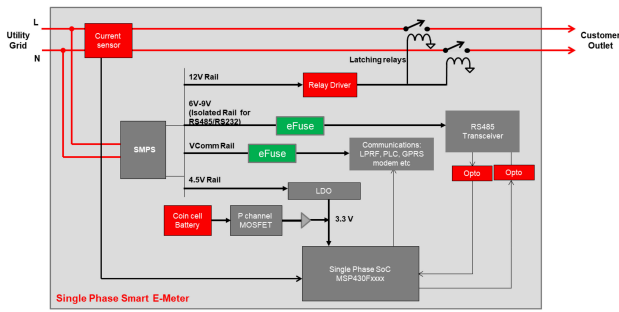 L
Utility
Grid
N
Current
sensor
Customer
Outlet
Latching relays
12V Rail
Relay Driver
6V-9V
(Isolated Rail for
RS485/RS232)
eFuse
RS485
Transceiver
SMPS
VComm Rail
eFuse
Communications:
LPRF, PLC, GPRS
modem etc
Opto
Opto
4.5V Rail
LDO
Coin cell
Battery
P channel
MOSFET
3.3 V
Single Phase SoC
MSP430Fxxxx
Single Phase Smart E-Meter